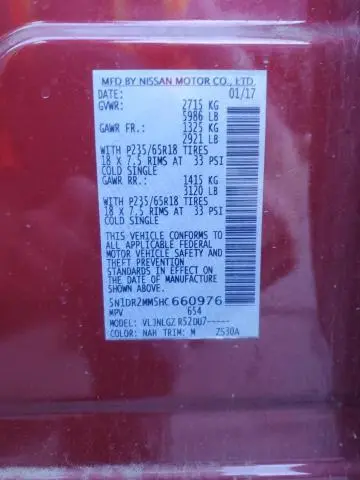 MFD BY NISSAN MOTOR CO., LTD.
DATE: 01/17
GVWR: 2715 KG
5986 LB
GAWR FR: 1325 KG
2921 LB
WITH P235/65R18 TIRES
18 X 7.5 RIMS AT 33 PSI
COLD SINGLE
GAWR RR: 1415 KG
3120 LB
WITH P235/65R18 TIRES
18 X 7.5 RIMS AT 33 PSI
COLD SINGLE
THIS VEHICLE CONFORMS TO
ALL APPLICABLE FEDERAL
MOTOR VEHICLE SAFETY AND
THEFT PREVENTION
STANDARDS IN EFFECT ON
THE DATE OF MANUFACTURE
SHOWN ABOVE.
5N1DR2MM5HC660976
MPV 654
MODEL: VLJNLGZ R52DU7-----
COLOR: NAH TRIM: M ZS30A